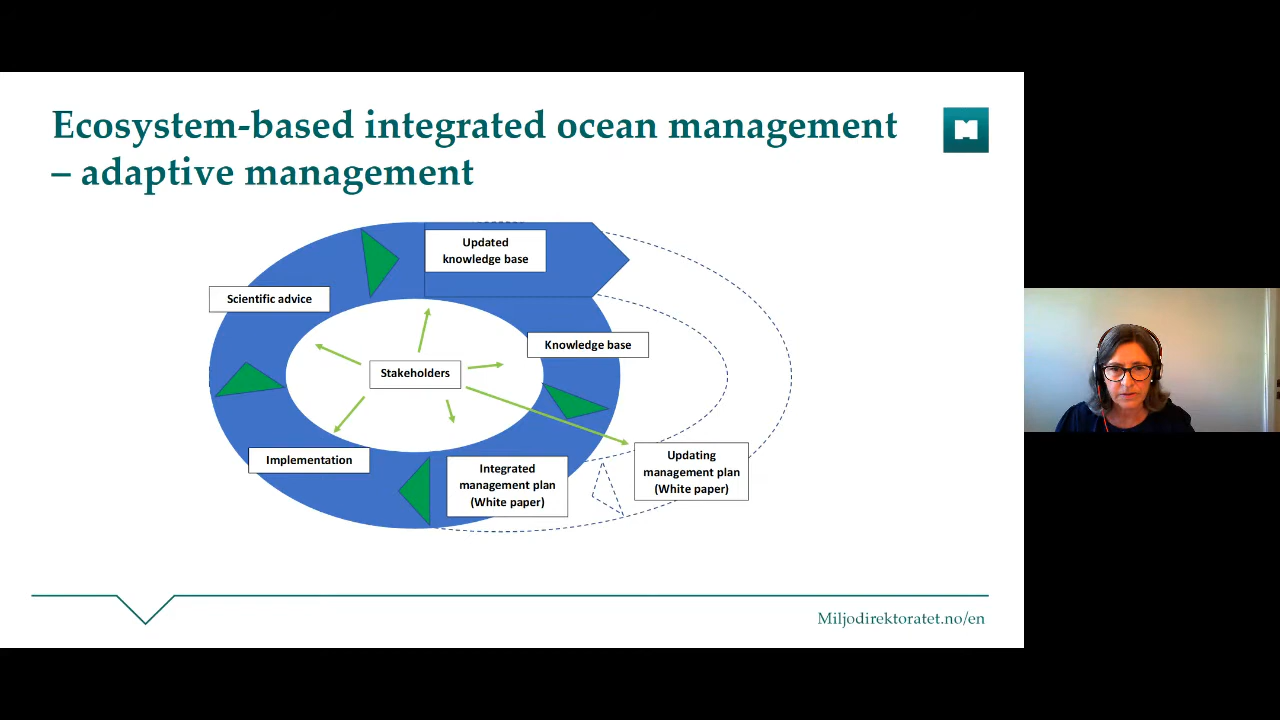 Ecosystem-based integrated ocean management
– adaptive management
Updated
knowledge base
Scientific advice
Knowledge base
Stakeholders
Implementation
Integrated
management plan
(White paper)
Updating
management plan
(White paper)
Miljodirektoratet.no/en